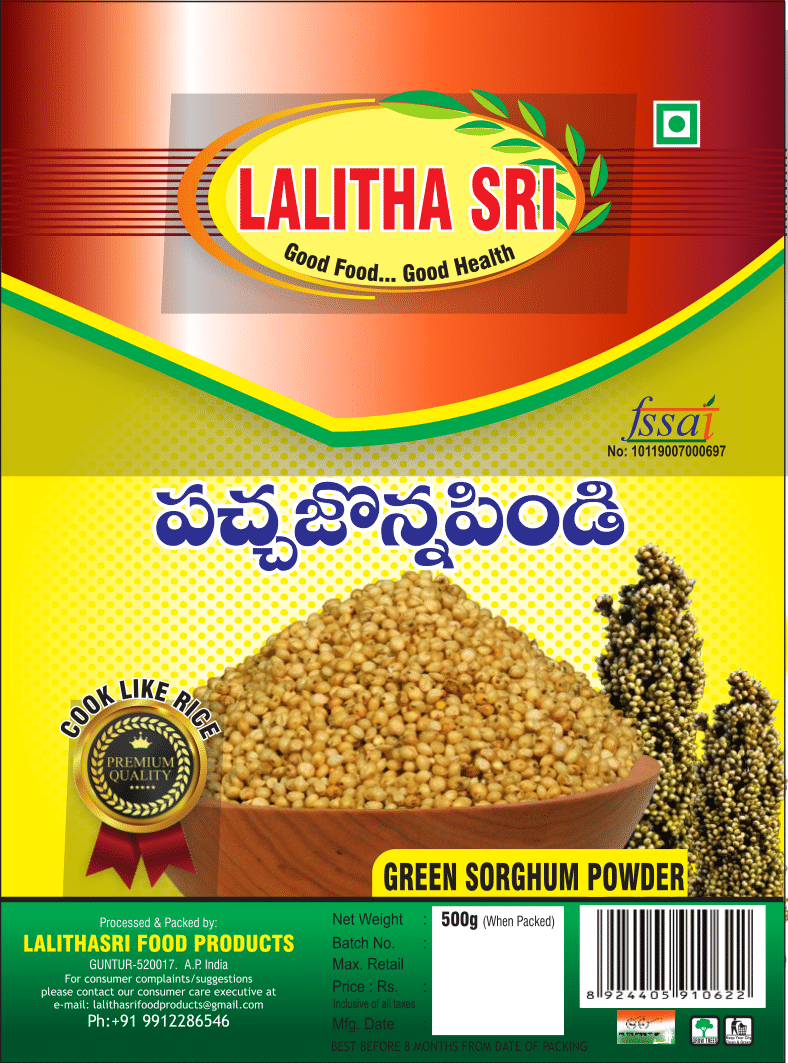 LALITHA SRI
Good Food... Good Health
fssai
No: 10119007000697
పచ్చజొన్నపిండి
COOK LIKE RICE
PREMIUM
QUALITY
GREEN SORGHUM POWDER
Processed & Packed by:
LALITHASRI FOOD PRODUCTS
GUNTUR-520017. A.P. India
For consumer complaints/suggestions
please contact our consumer care executive at
e-mail: lalithasrifoodproducts@gmail.com
Ph:+91 9912286546
Net Weight : 500g (When Packed)
Batch No. :
Max. Retail
Price : Rs. :
Inclusive of all taxes
Mfg. Date :
BEST BEFORE 8 MONTHS FROM DATE OF PACKING
8 924405 910622